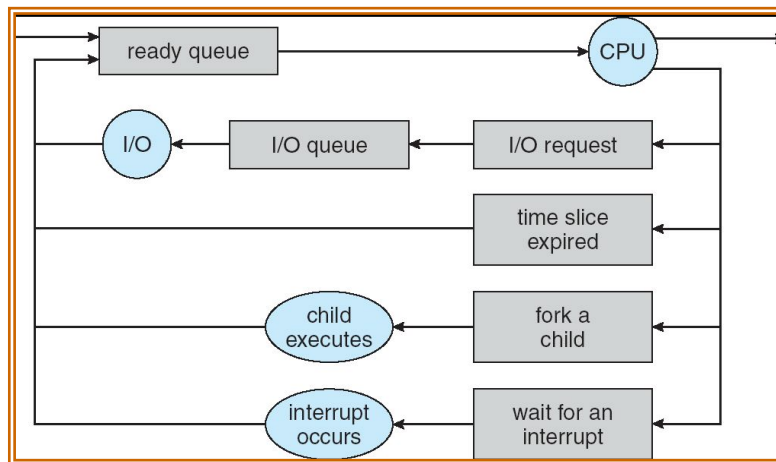 ready queue
CPU
I/O
I/O queue
I/O request
time slice
expired
child
executes
fork a
child
interrupt
occurs
wait for an
interrupt